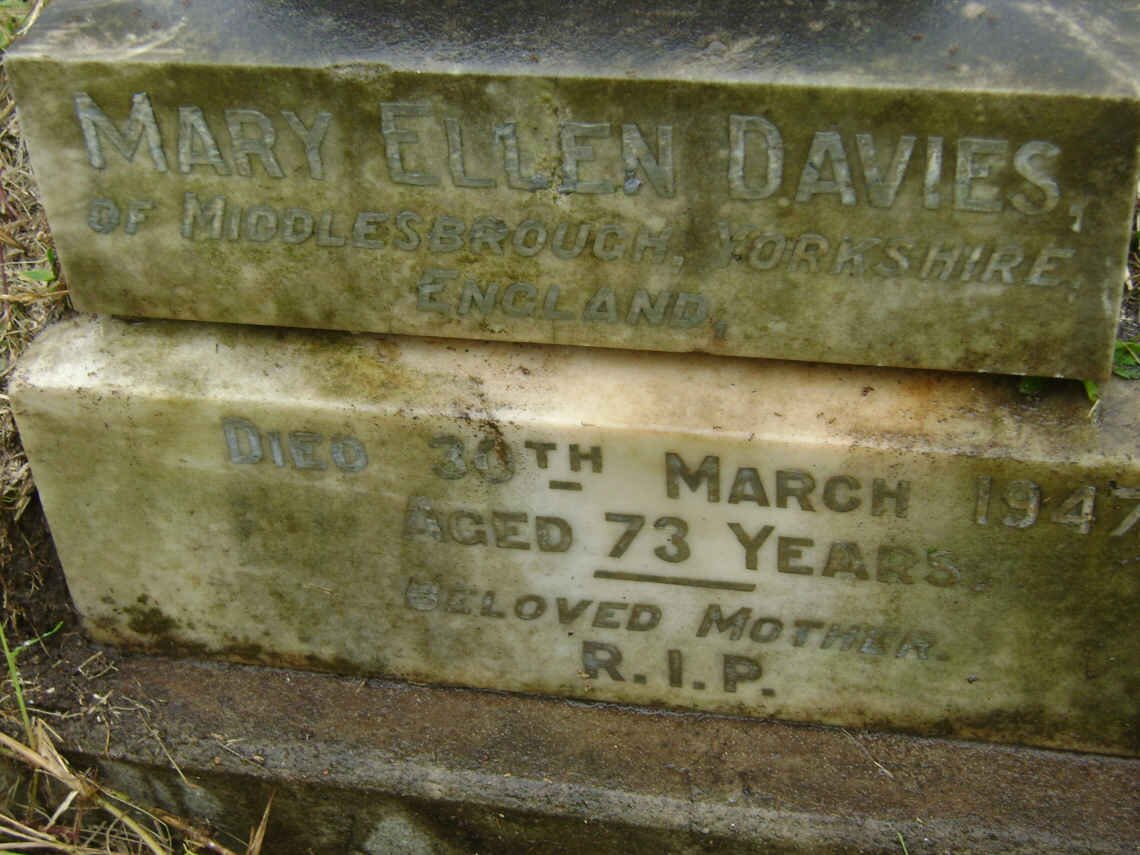 MARY ELLEN DAVIES,
OF MIDDLESBROUGH, YORKSHIRE,
ENGLAND,
DIED 30TH MARCH 1947
AGED 73 YEARS.
BELOVED MOTHER.
R.I.P.